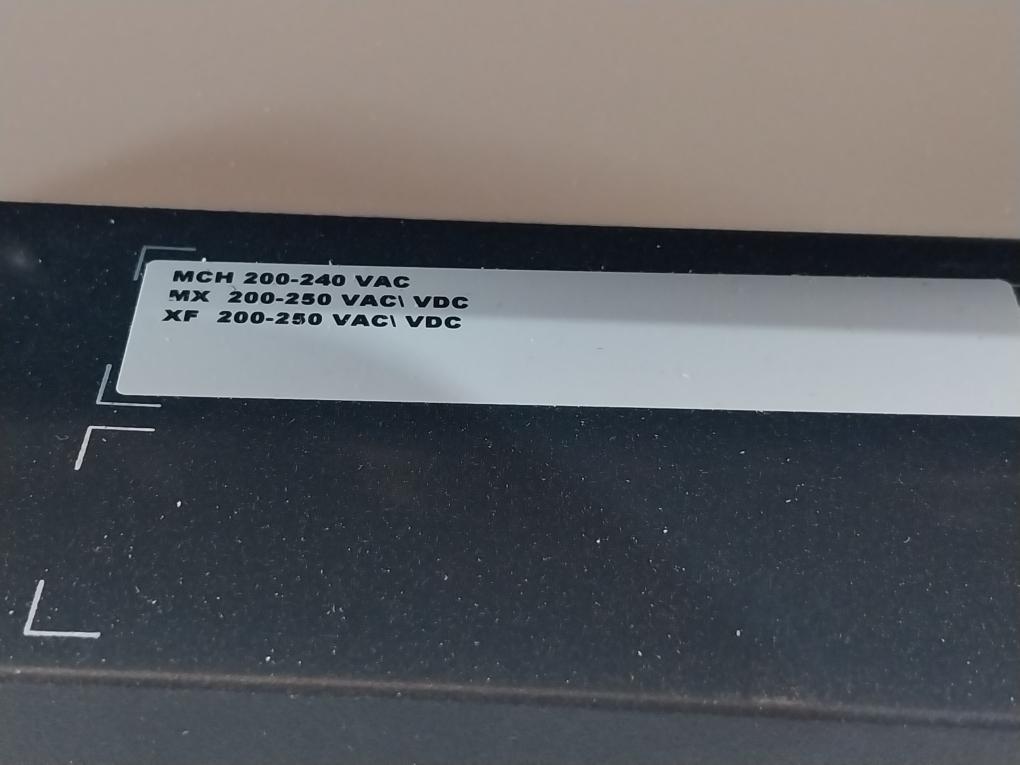 MCH 200-240 VAC
MX 200-250 VAC\ VDC
XF 200-250 VAC\ VDC